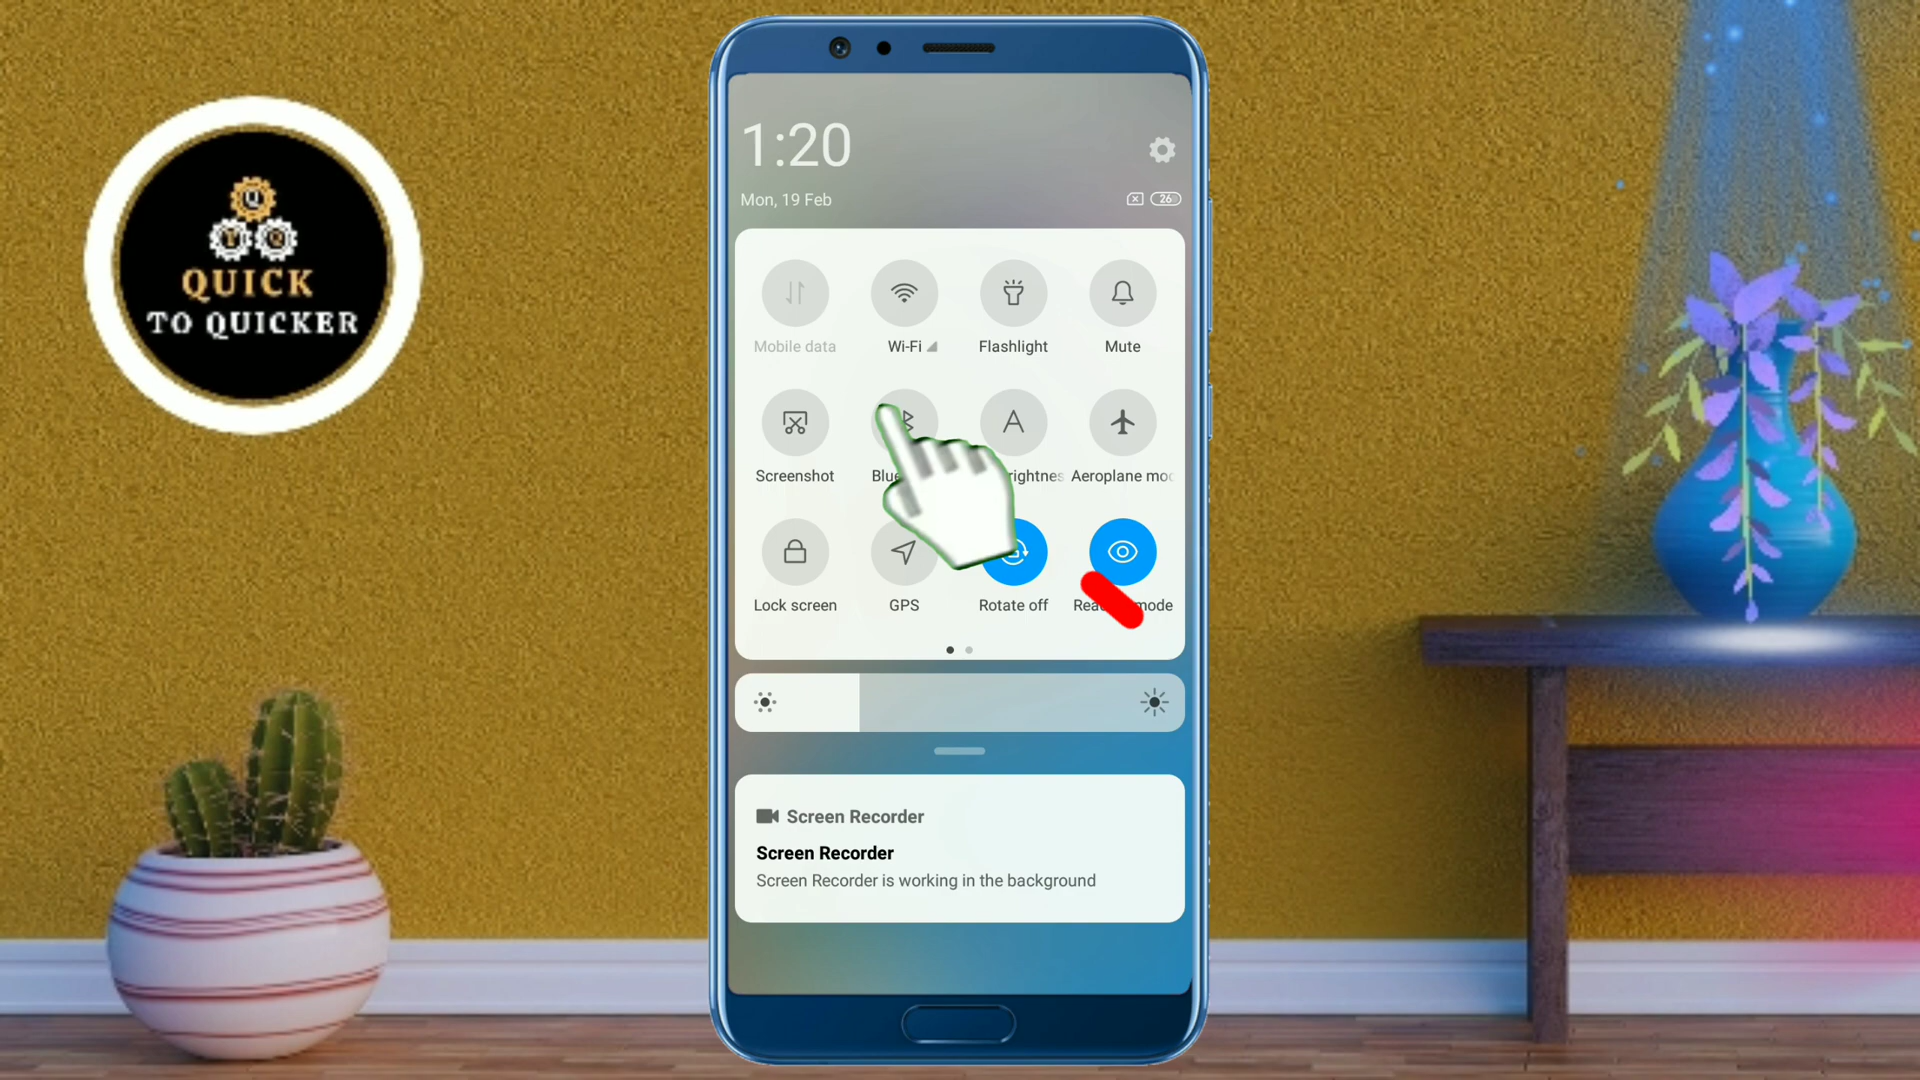 Q
Y Q
QUICK
TO QUICKER
1:20
Mon, 19 Feb
26
Mobile data
Wi-Fi
Flashlight
Mute
Screenshot
Blue
A
rightnes
Aeroplane mod
Lock screen
GPS
Rotate off
Rea mode
Screen Recorder
Screen Recorder
Screen Recorder is working in the background